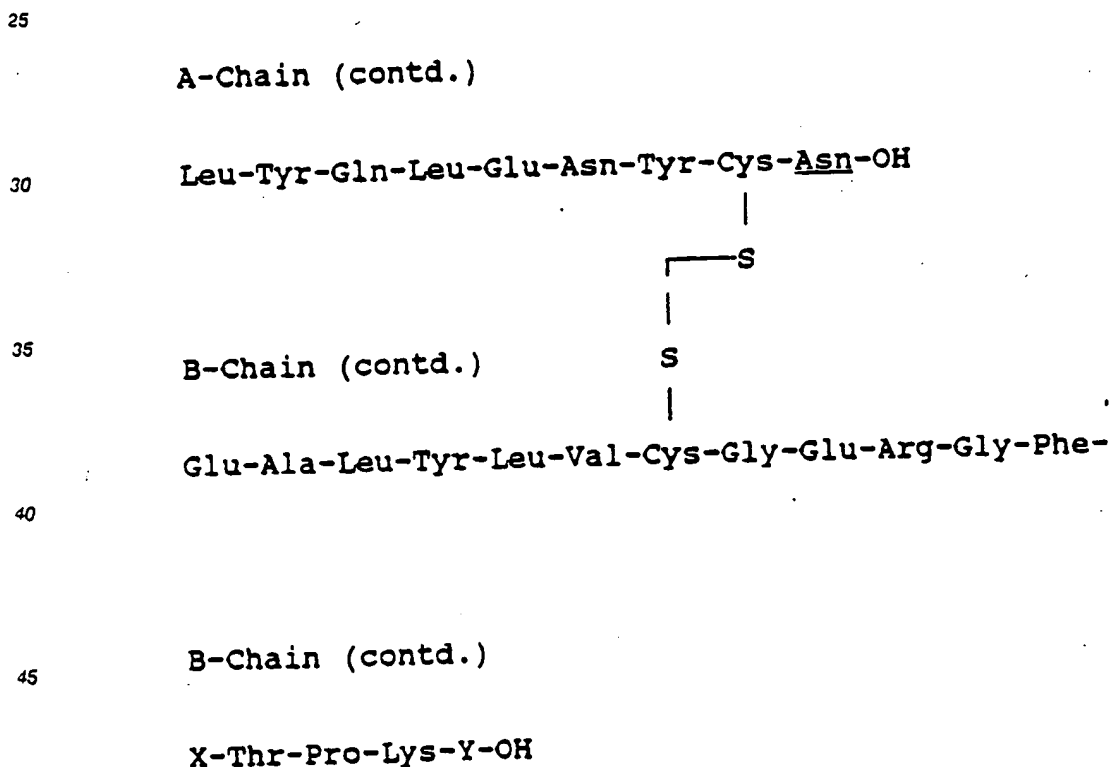 25
A-Chain (contd.)
30 Leu-Tyr-Gln-Leu-Glu-Asn-Tyr-Cys-Asn-OH
S
35
S
B-Chain (contd.)
Glu-Ala-Leu-Tyr-Leu-Val-Cys-Gly-Glu-Arg-Gly-Phe-
40
B-Chain (contd.)
45
X-Thr-Pro-Lys-Y-OH